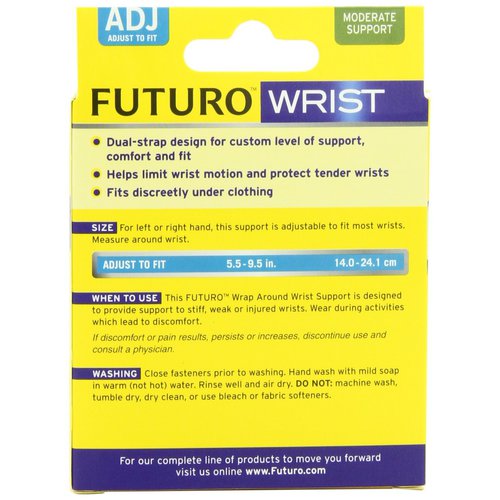 ADJ
ADJUST TO FIT
MODERATE
SUPPORT
FUTURO™ WRIST
• Dual-strap design for custom level of support,
comfort and fit
• Helps limit wrist motion and protect tender wrists
• Fits discreetly under clothing
SIZE For left or right hand, this support is adjustable to fit most wrists.
Measure around wrist.
ADJUST TO FIT 5.5-9.5 in. 14.0-24.1 cm
WHEN TO USE This FUTURO™ Wrap Around Wrist Support is designed
to provide support to stiff, weak or injured wrists. Wear during activities
which lead to discomfort.
If discomfort or pain results, persists or increases, discontinue use and
consult a physician.
WASHING Close fasteners prior to washing. Hand wash with mild soap
in warm (not hot) water. Rinse well and air dry. DO NOT: machine wash,
tumble dry, dry clean, or use bleach or fabric softeners.
For our complete line of products to move you forward
visit us online www.Futuro.com